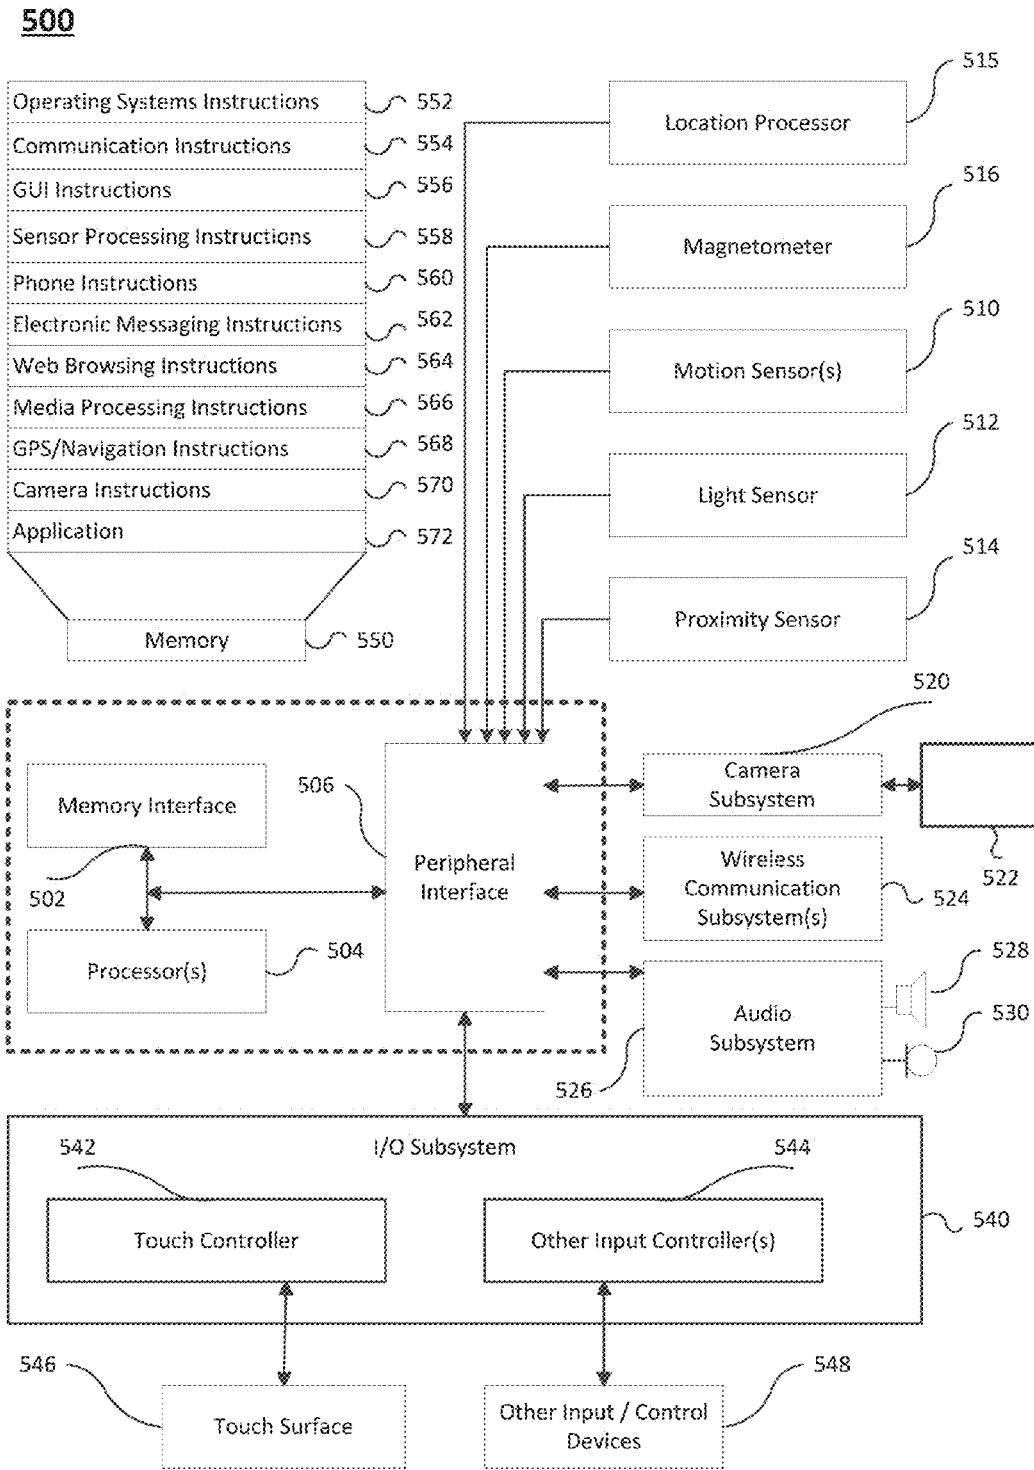 500
Operating Systems Instructions
552
Communication Instructions
554
GUI Instructions
556
Sensor Processing Instructions
558
Phone Instructions
560
Electronic Messaging Instructions
562
Web Browsing Instructions
564
Media Processing Instructions
566
GPS/Navigation Instructions
568
Camera Instructions
570
Application
572
Memory
550
515
Location Processor
516
Magnetometer
510
Motion Sensor(s)
512
Light Sensor
514
Proximity Sensor
520
Memory Interface
502
Processor(s)
504
506
Peripheral
Interface
Camera
Subsystem
522
Wireless
Communication
Subsystem(s)
524
Audio
Subsystem
526
528
530
I/O Subsystem
542
544
Touch Controller
Other Input Controller(s)
540
546
Touch Surface
548
Other Input / Control
Devices